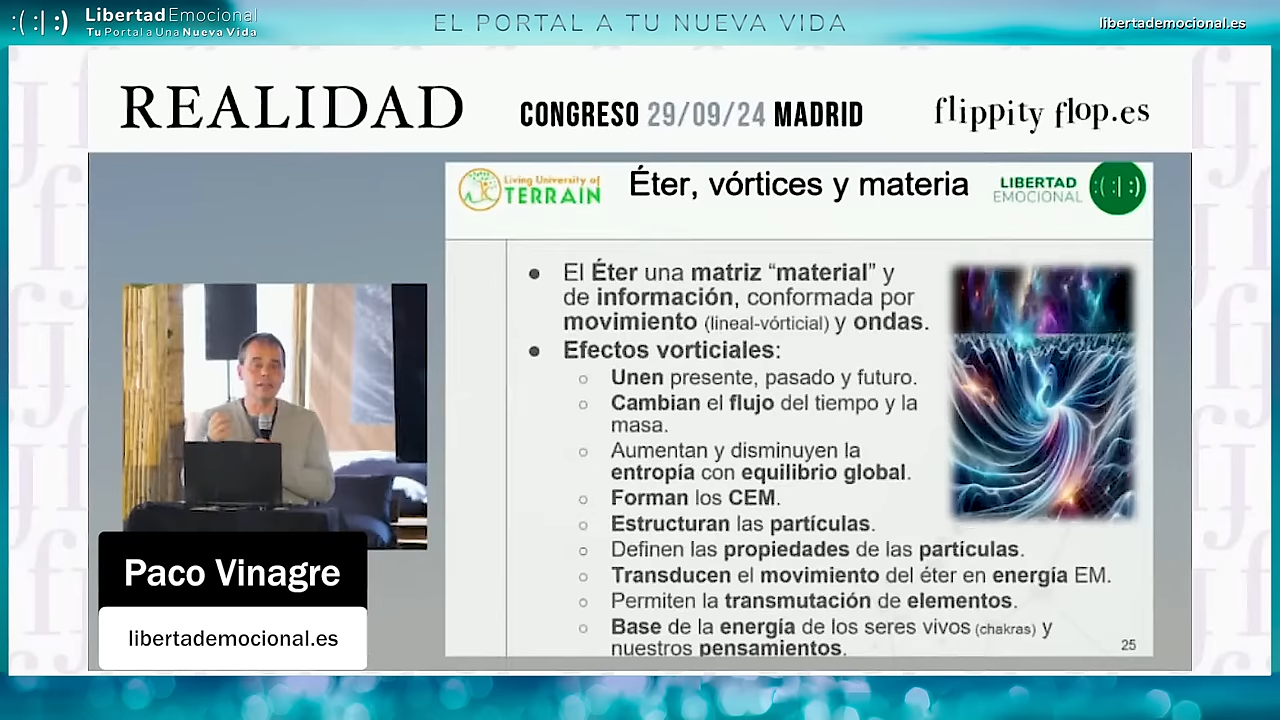 :(:|:)
LibertadEmocional
Tu Portal a Una Nueva Vida
EL PORTAL A TU NUEVA VIDA
libertademocional.es
REALIDAD
CONGRESO 29/09/24 MADRID
flippity flop.es
Living University of
TERRAIN
Éter, vórtices y materia
LIBERTAD
EMOCIONAL
:(:|:)
● El Éter una matriz “material” y
de información, conformada por
movimiento (lineal-vórticial) y ondas.
● Efectos vorticiales:
○ Unen presente, pasado y futuro.
○ Cambian el flujo del tiempo y la
masa.
○ Aumentan y disminuyen la
entropía con equilibrio global.
○ Forman los CEM.
○ Estructuran las partículas.
○ Definen las propiedades de las partículas.
○ Transducen el movimiento del éter en energía EM.
○ Permiten la transmutación de elementos.
○ Base de la energía de los seres vivos (chakras) y
nuestros pensamientos.
25
Paco Vinagre
libertademocional.es